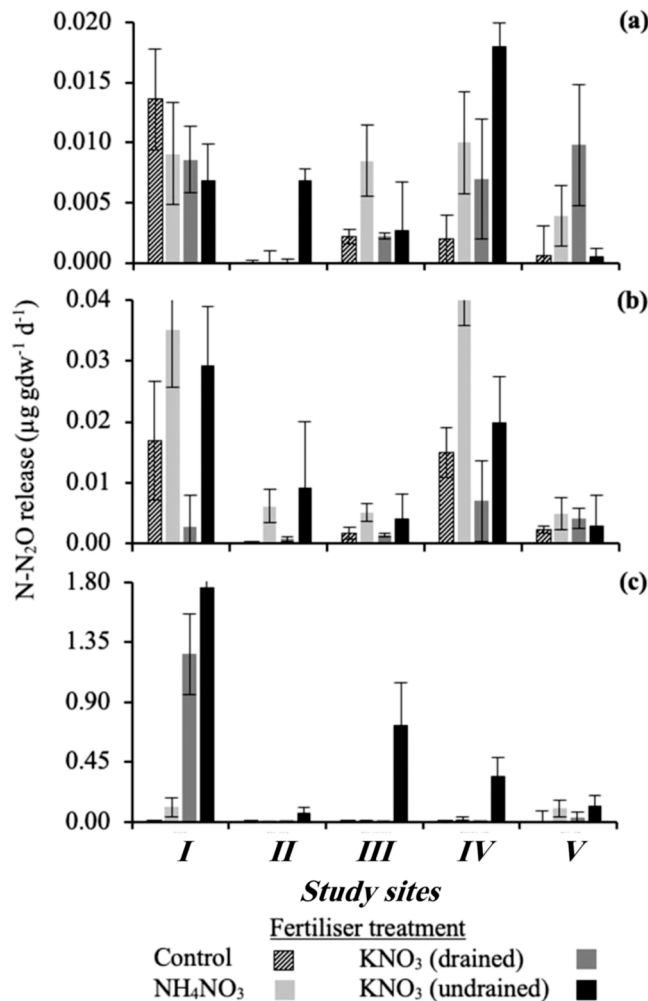 (a)
0.020
0.015
0.010
0.005
0.000
(b)
0.04
0.03
0.02
0.01
0.00
(c)
1.80
1.35
0.90
0.45
0.00
N-N₂O release (µg gdw⁻¹ d⁻¹)
I II III IV V
Study sites
Fertiliser treatment
Control KNO₃ (drained)
NH₄NO₃ KNO₃ (undrained)